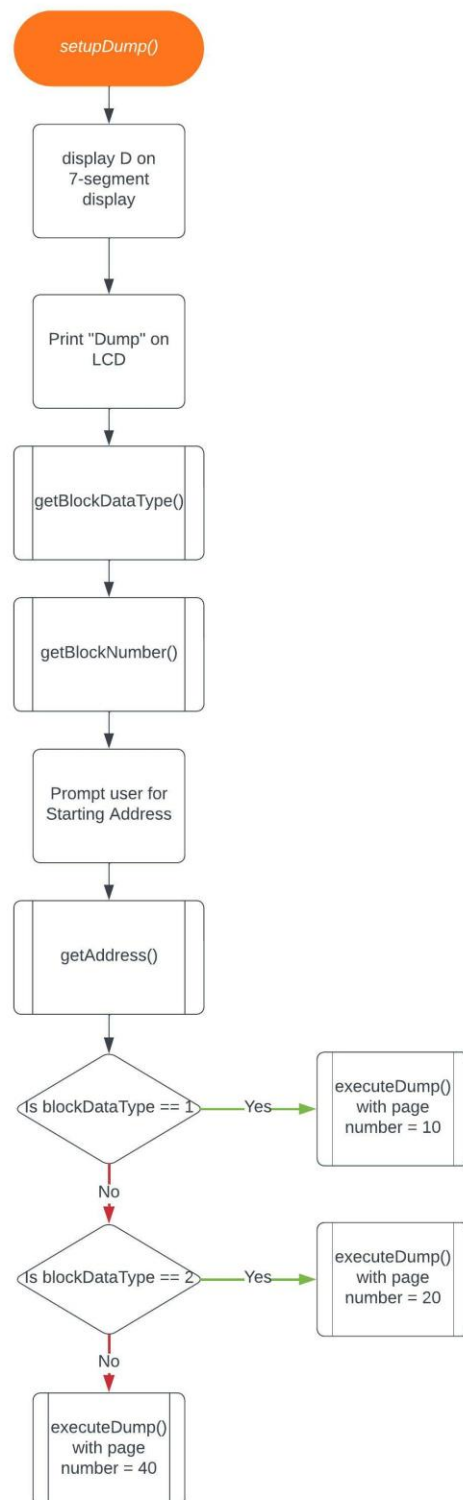 setupDump()
display D on
7-segment
display
Print "Dump" on
LCD
getBlockDataType()
getBlockNumber()
Prompt user for
Starting Address
getAddress()
Is blockDataType == 1
Yes
executeDump()
with page
number = 10
No
Is blockDataType == 2
Yes
executeDump()
with page
number = 20
No
executeDump()
with page
number = 40